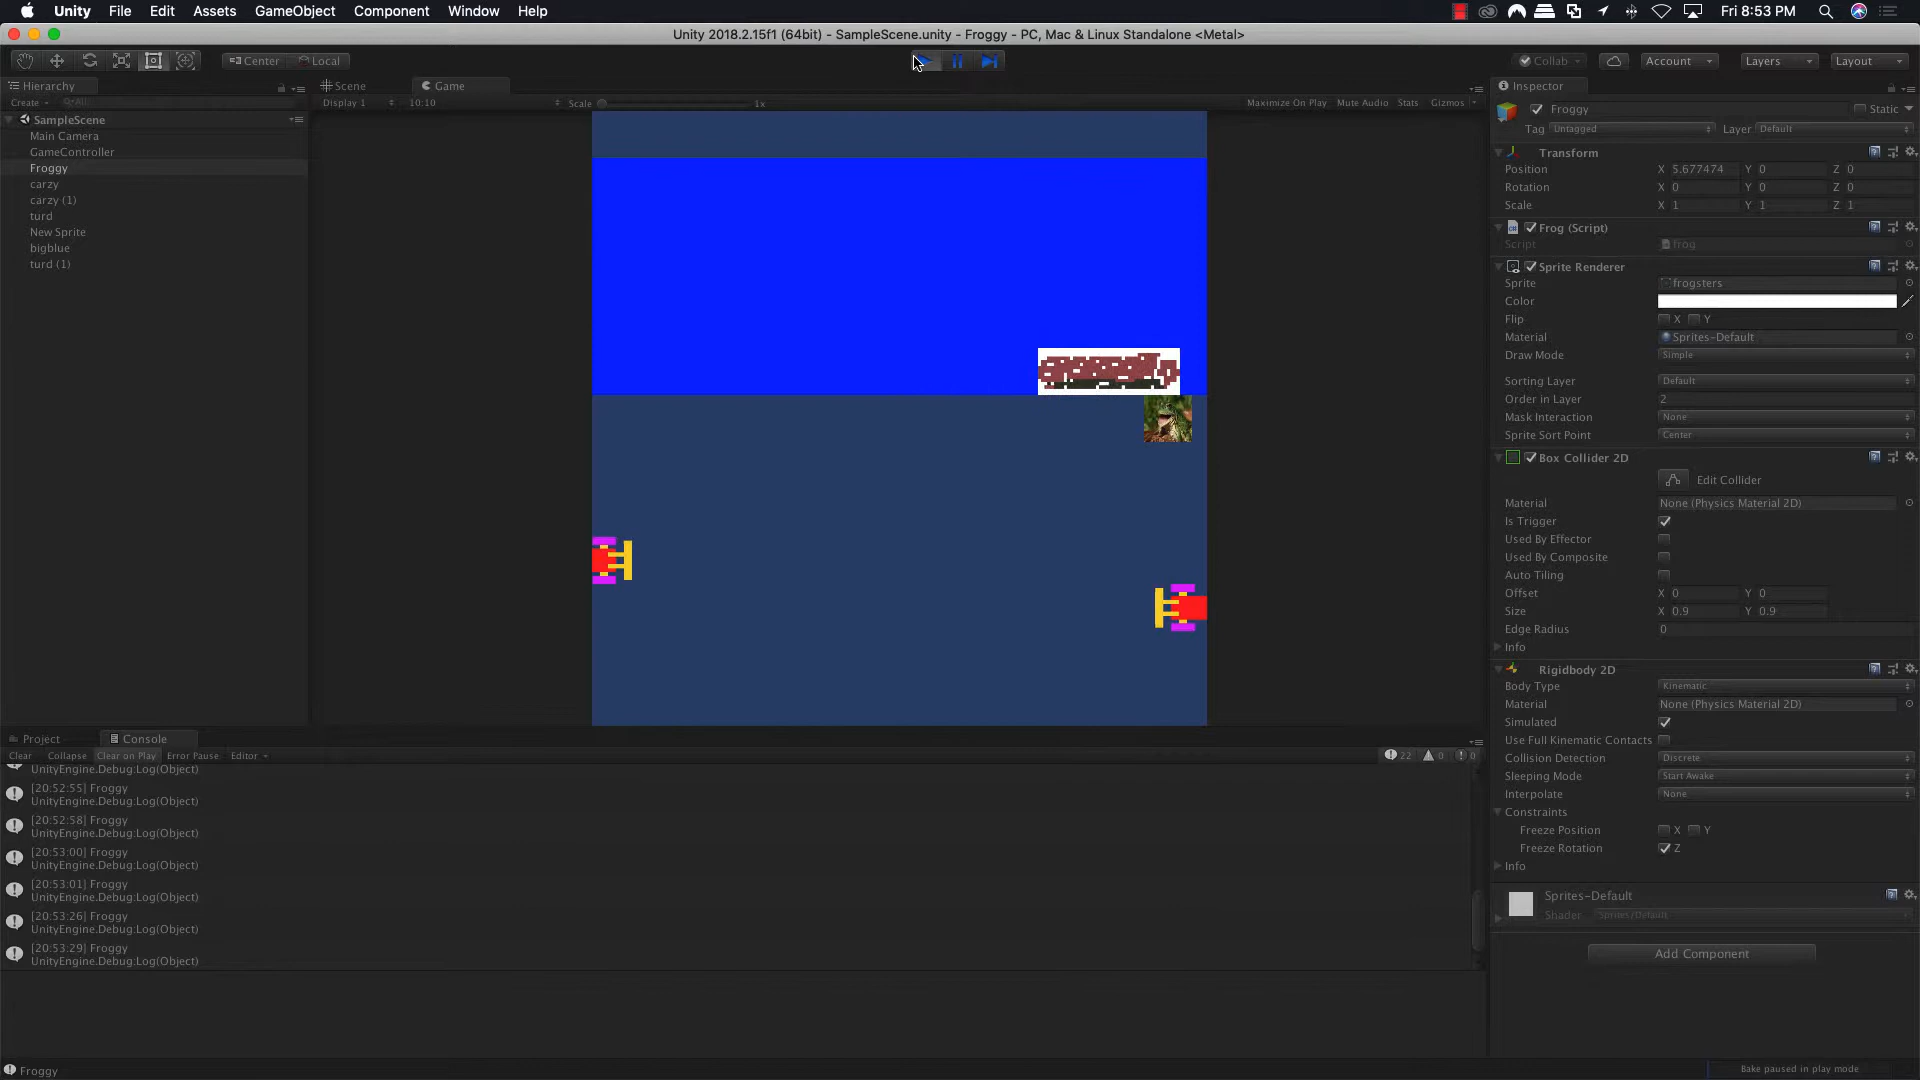 Unity File Edit Assets GameObject Component Window Help
Fri 8:53 PM
Unity 2018.2.15f1 (64bit) - SampleScene.unity - Froggy - PC, Mac & Linux Standalone <Metal>
Center Local
Collab Account Layers Layout
Hierarchy
Create All
SampleScene
Main Camera
GameController
Froggy
carzy
carzy (1)
turd
New Sprite
bigblue
turd (1)
Scene Game
Display 1 10:10 Scale 1x Maximize On Play Mute Audio Stats Gizmos
Inspector
Froggy Static
Tag Untagged Layer Default
Transform
Position X 5.677474 Y 0 Z 0
Rotation X 0 Y 0 Z 0
Scale X 1 Y 1 Z 1
Frog (Script)
Script frog
Sprite Renderer
Sprite frogsters
Color
Flip X Y
Material Sprites-Default
Draw Mode Simple
Sorting Layer Default
Order in Layer 2
Mask Interaction None
Sprite Sort Point Center
Box Collider 2D
Edit Collider
Material None (Physics Material 2D)
Is Trigger
Used By Effector
Used By Composite
Auto Tiling
Offset X 0 Y 0
Size X 0.9 Y 0.9
Edge Radius 0
Info
Rigidbody 2D
Body Type Kinematic
Material None (Physics Material 2D)
Simulated
Use Full Kinematic Contacts
Collision Detection Discrete
Sleeping Mode Start Awake
Interpolate None
Constraints
Freeze Position X Y
Freeze Rotation Z
Info
Sprites-Default
Shader Sprites/Default
Add Component
Project Console
Clear Collapse Clear on Play Error Pause Editor
22 0 0
UnityEngine.Debug:Log(Object)
[20:52:55] Froggy
UnityEngine.Debug:Log(Object)
[20:52:58] Froggy
UnityEngine.Debug:Log(Object)
[20:53:00] Froggy
UnityEngine.Debug:Log(Object)
[20:53:01] Froggy
UnityEngine.Debug:Log(Object)
[20:53:26] Froggy
UnityEngine.Debug:Log(Object)
[20:53:29] Froggy
UnityEngine.Debug:Log(Object)
Froggy
Bake paused in play mode